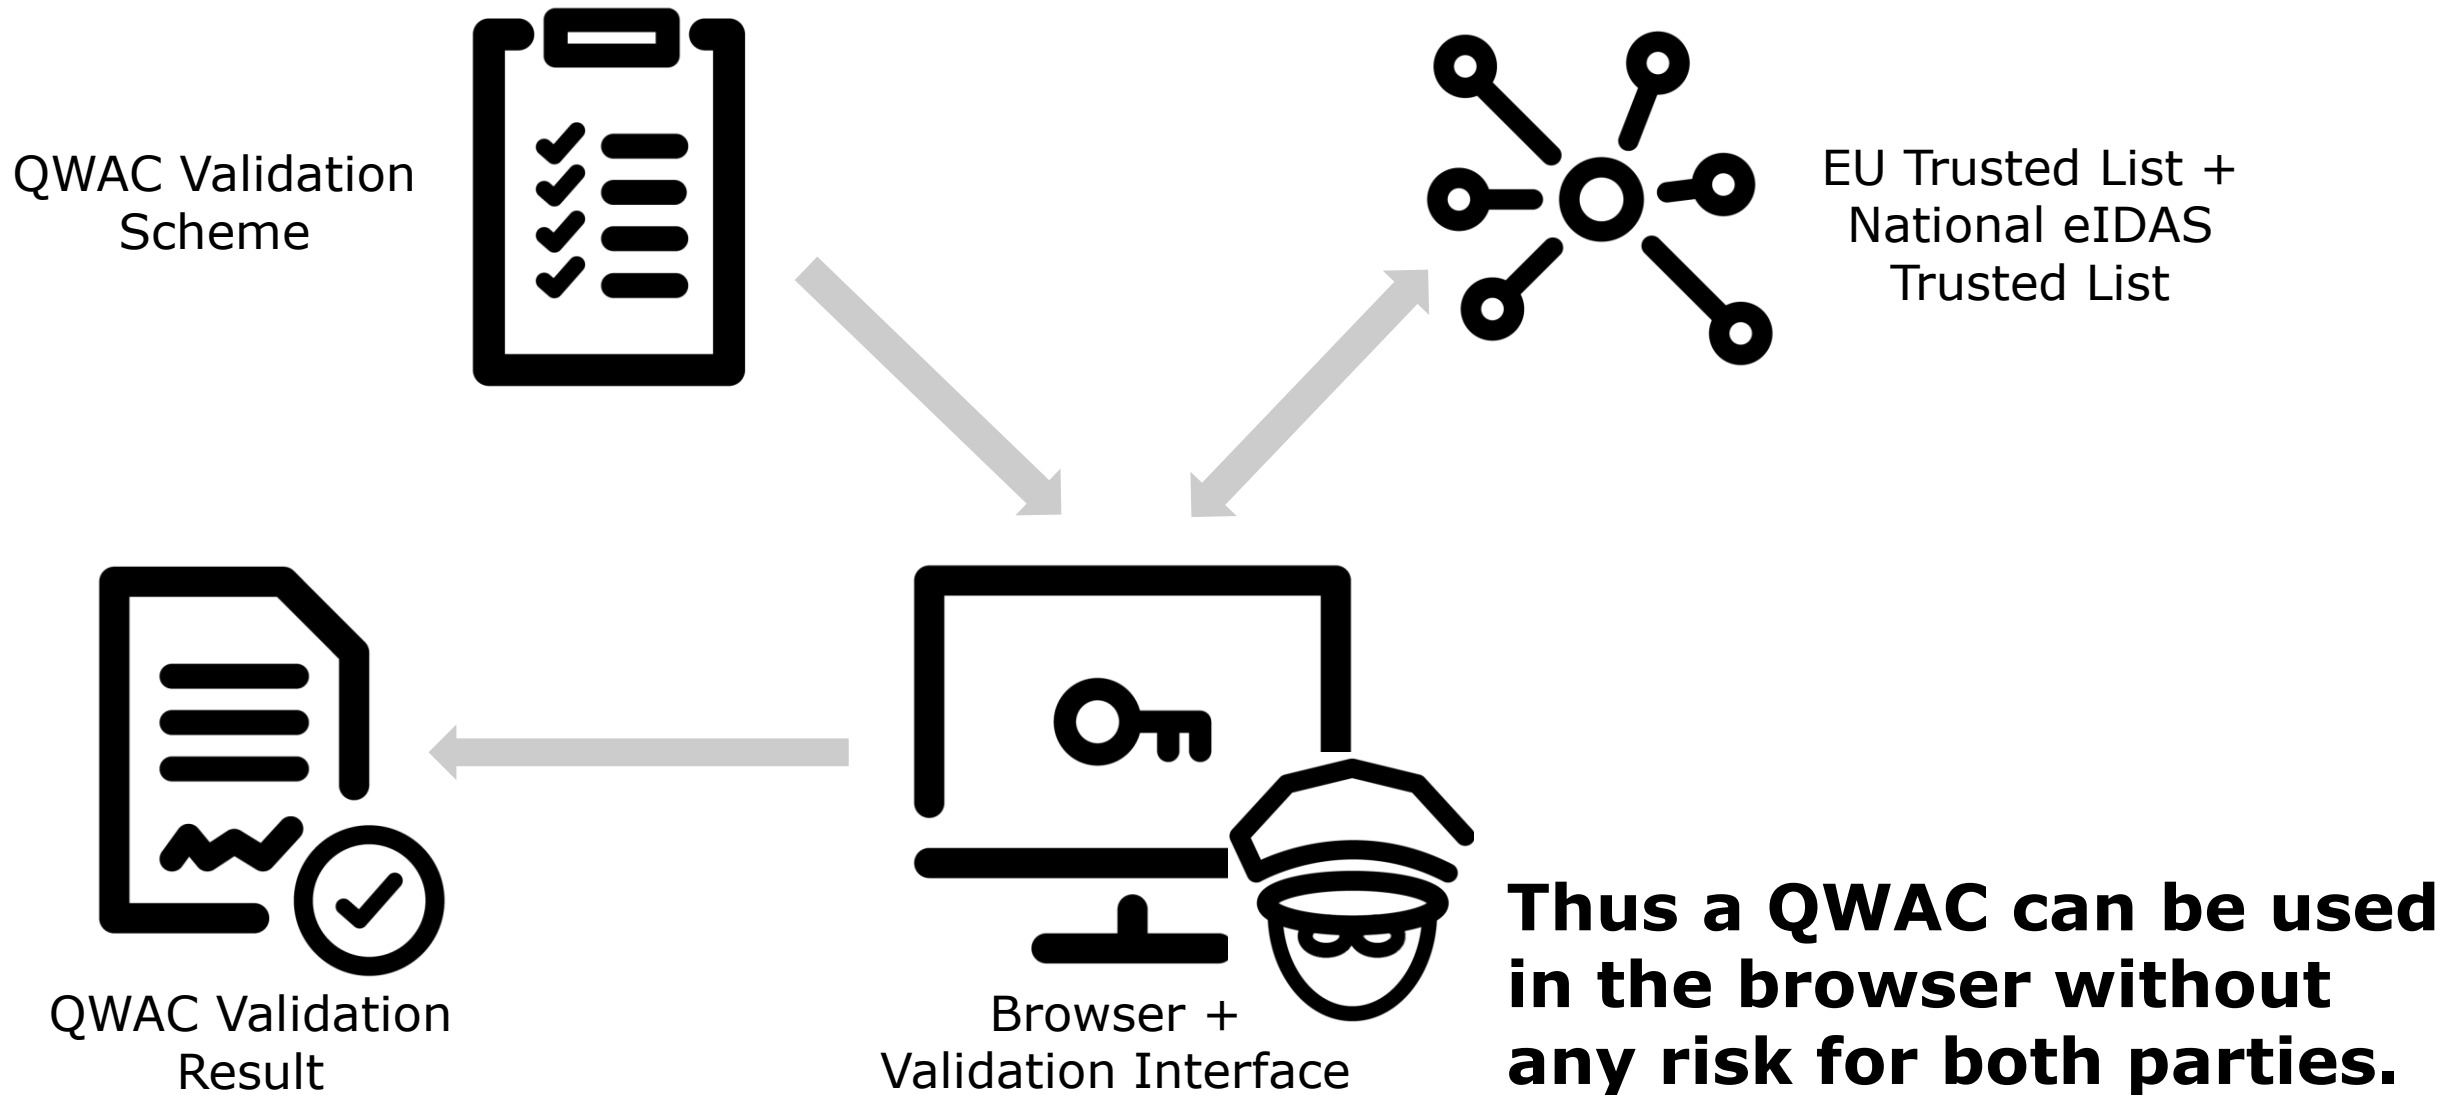 QWAC Validation
Scheme
EU Trusted List +
National eIDAS
Trusted List
QWAC Validation
Result
Browser +
Validation Interface
Thus a QWAC can be used
in the browser without
any risk for both parties.